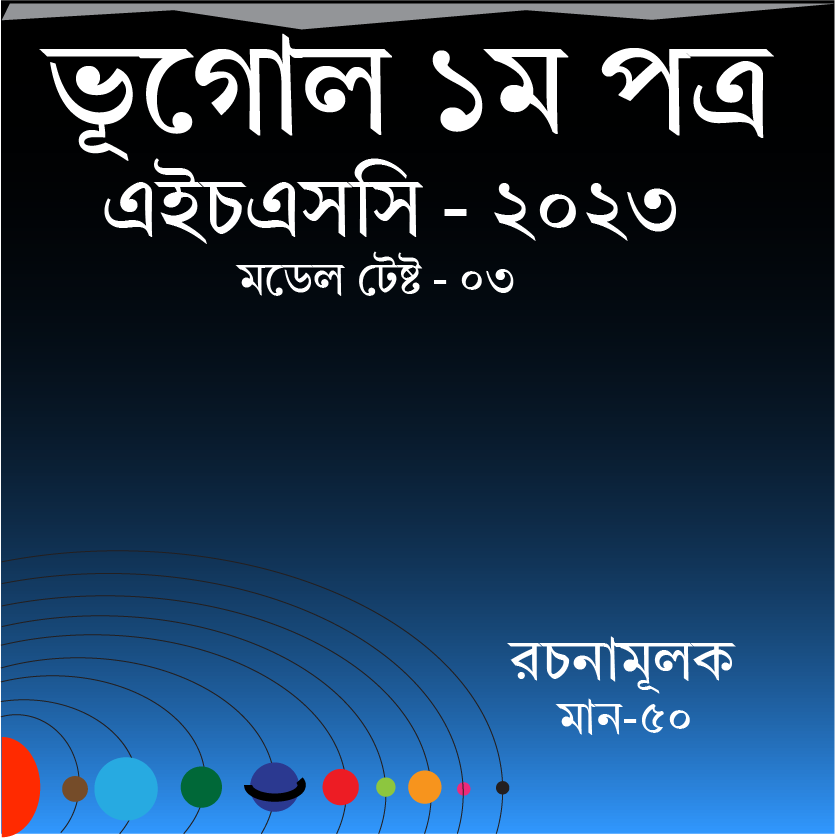 ভূগোল ১ম পত্র
এইচএসসি - ২০২৩
মডেল টেষ্ট - ০৩
রচনামূলক
মান-৫০